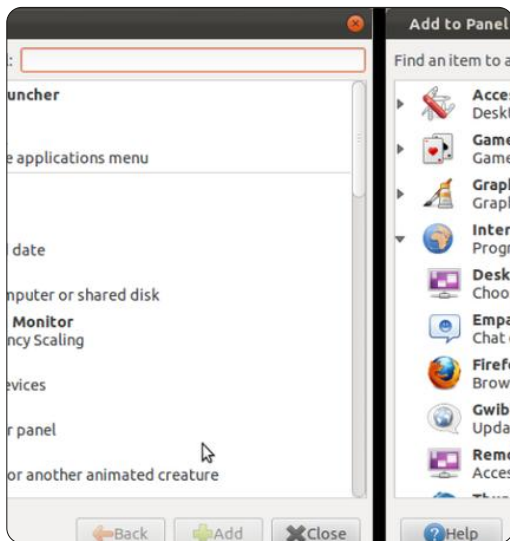 :
uncher
e applications menu
date
nputer or shared disk
Monitor
ncy Scaling
evices
r panel
or another animated creature
Back
Add
Close
Add to Panel
Find an item to a
Acces
Deskt
Game
Game
Graph
Graph
Inter
Progr
Desk
Choo
Empa
Chat
Firef
Brow
Gwib
Upda
Remo
Acces
Help